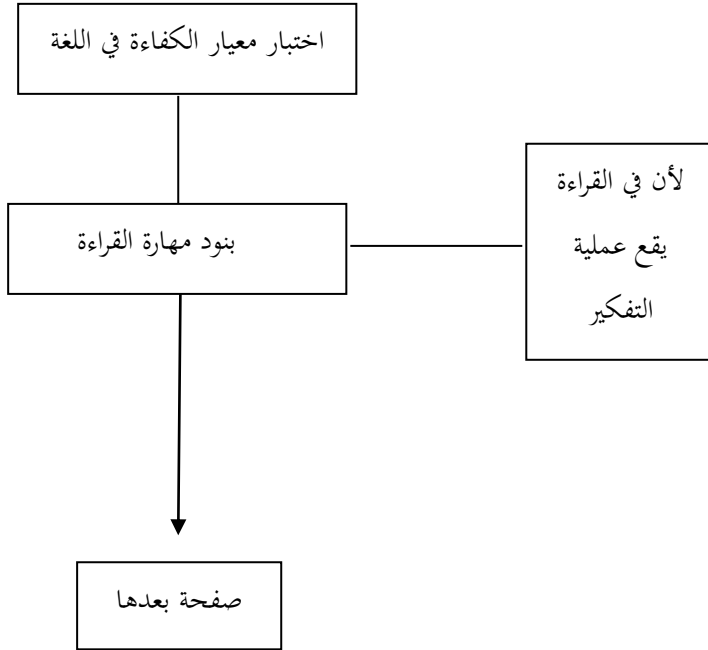 اختبار معيار الكفاءة في اللغة
بنود مهارة القراءة
لأن في القراءة
يقع عملية
التفكير
صفحة بعدها